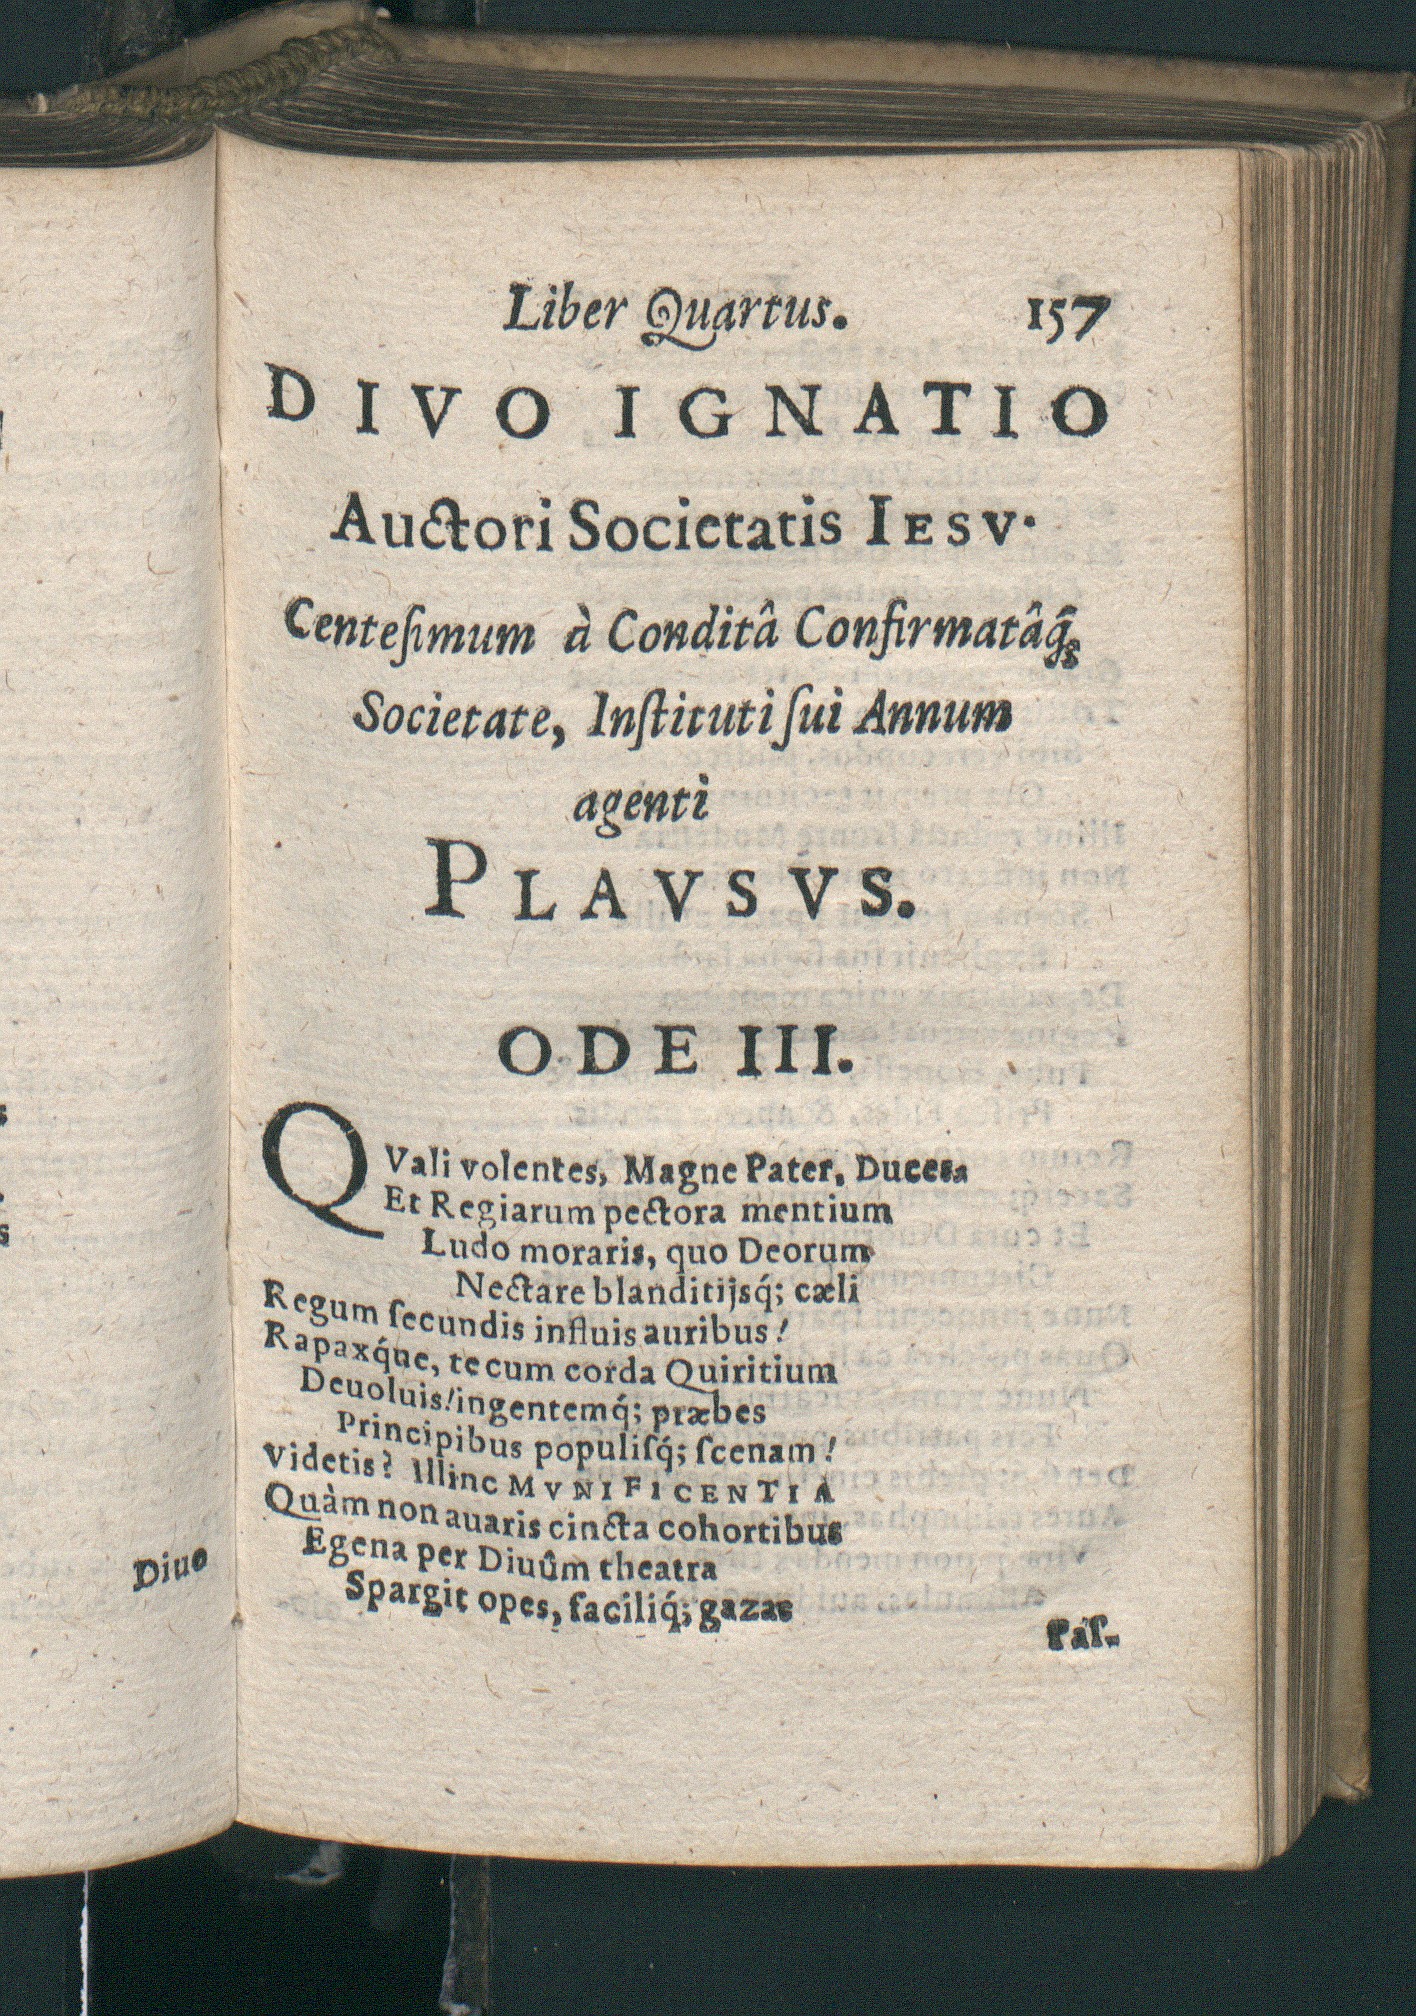 Liber Quartus. 157
DIVO IGNATIO
Auctori Societatis IESV.
Centeſimum à Conditâ Confirmatâq́ꝫ
Societate, Inſtituti ſui Annum
agenti
PLAVSVS.
ODE III.
QVali volentes, Magne Pater, Duces,
Et Regiarum pectora mentium
Ludo moraris, quo Deorum
Nectare blanditijsq́; cæli
Regum ſecundis influis auribus!
Rapaxq́ue, tecum corda Quiritium
Deuoluis! ingentemq́; præbes
Principibus populiſq́; ſcenam!
Videtis? Illinc MVNIFICENTIA
Quàm non auaris cincta cohortibus
Egena per Diuûm theatra
Spargit opes, faciliq́; gazas
Paſ-
Diuo